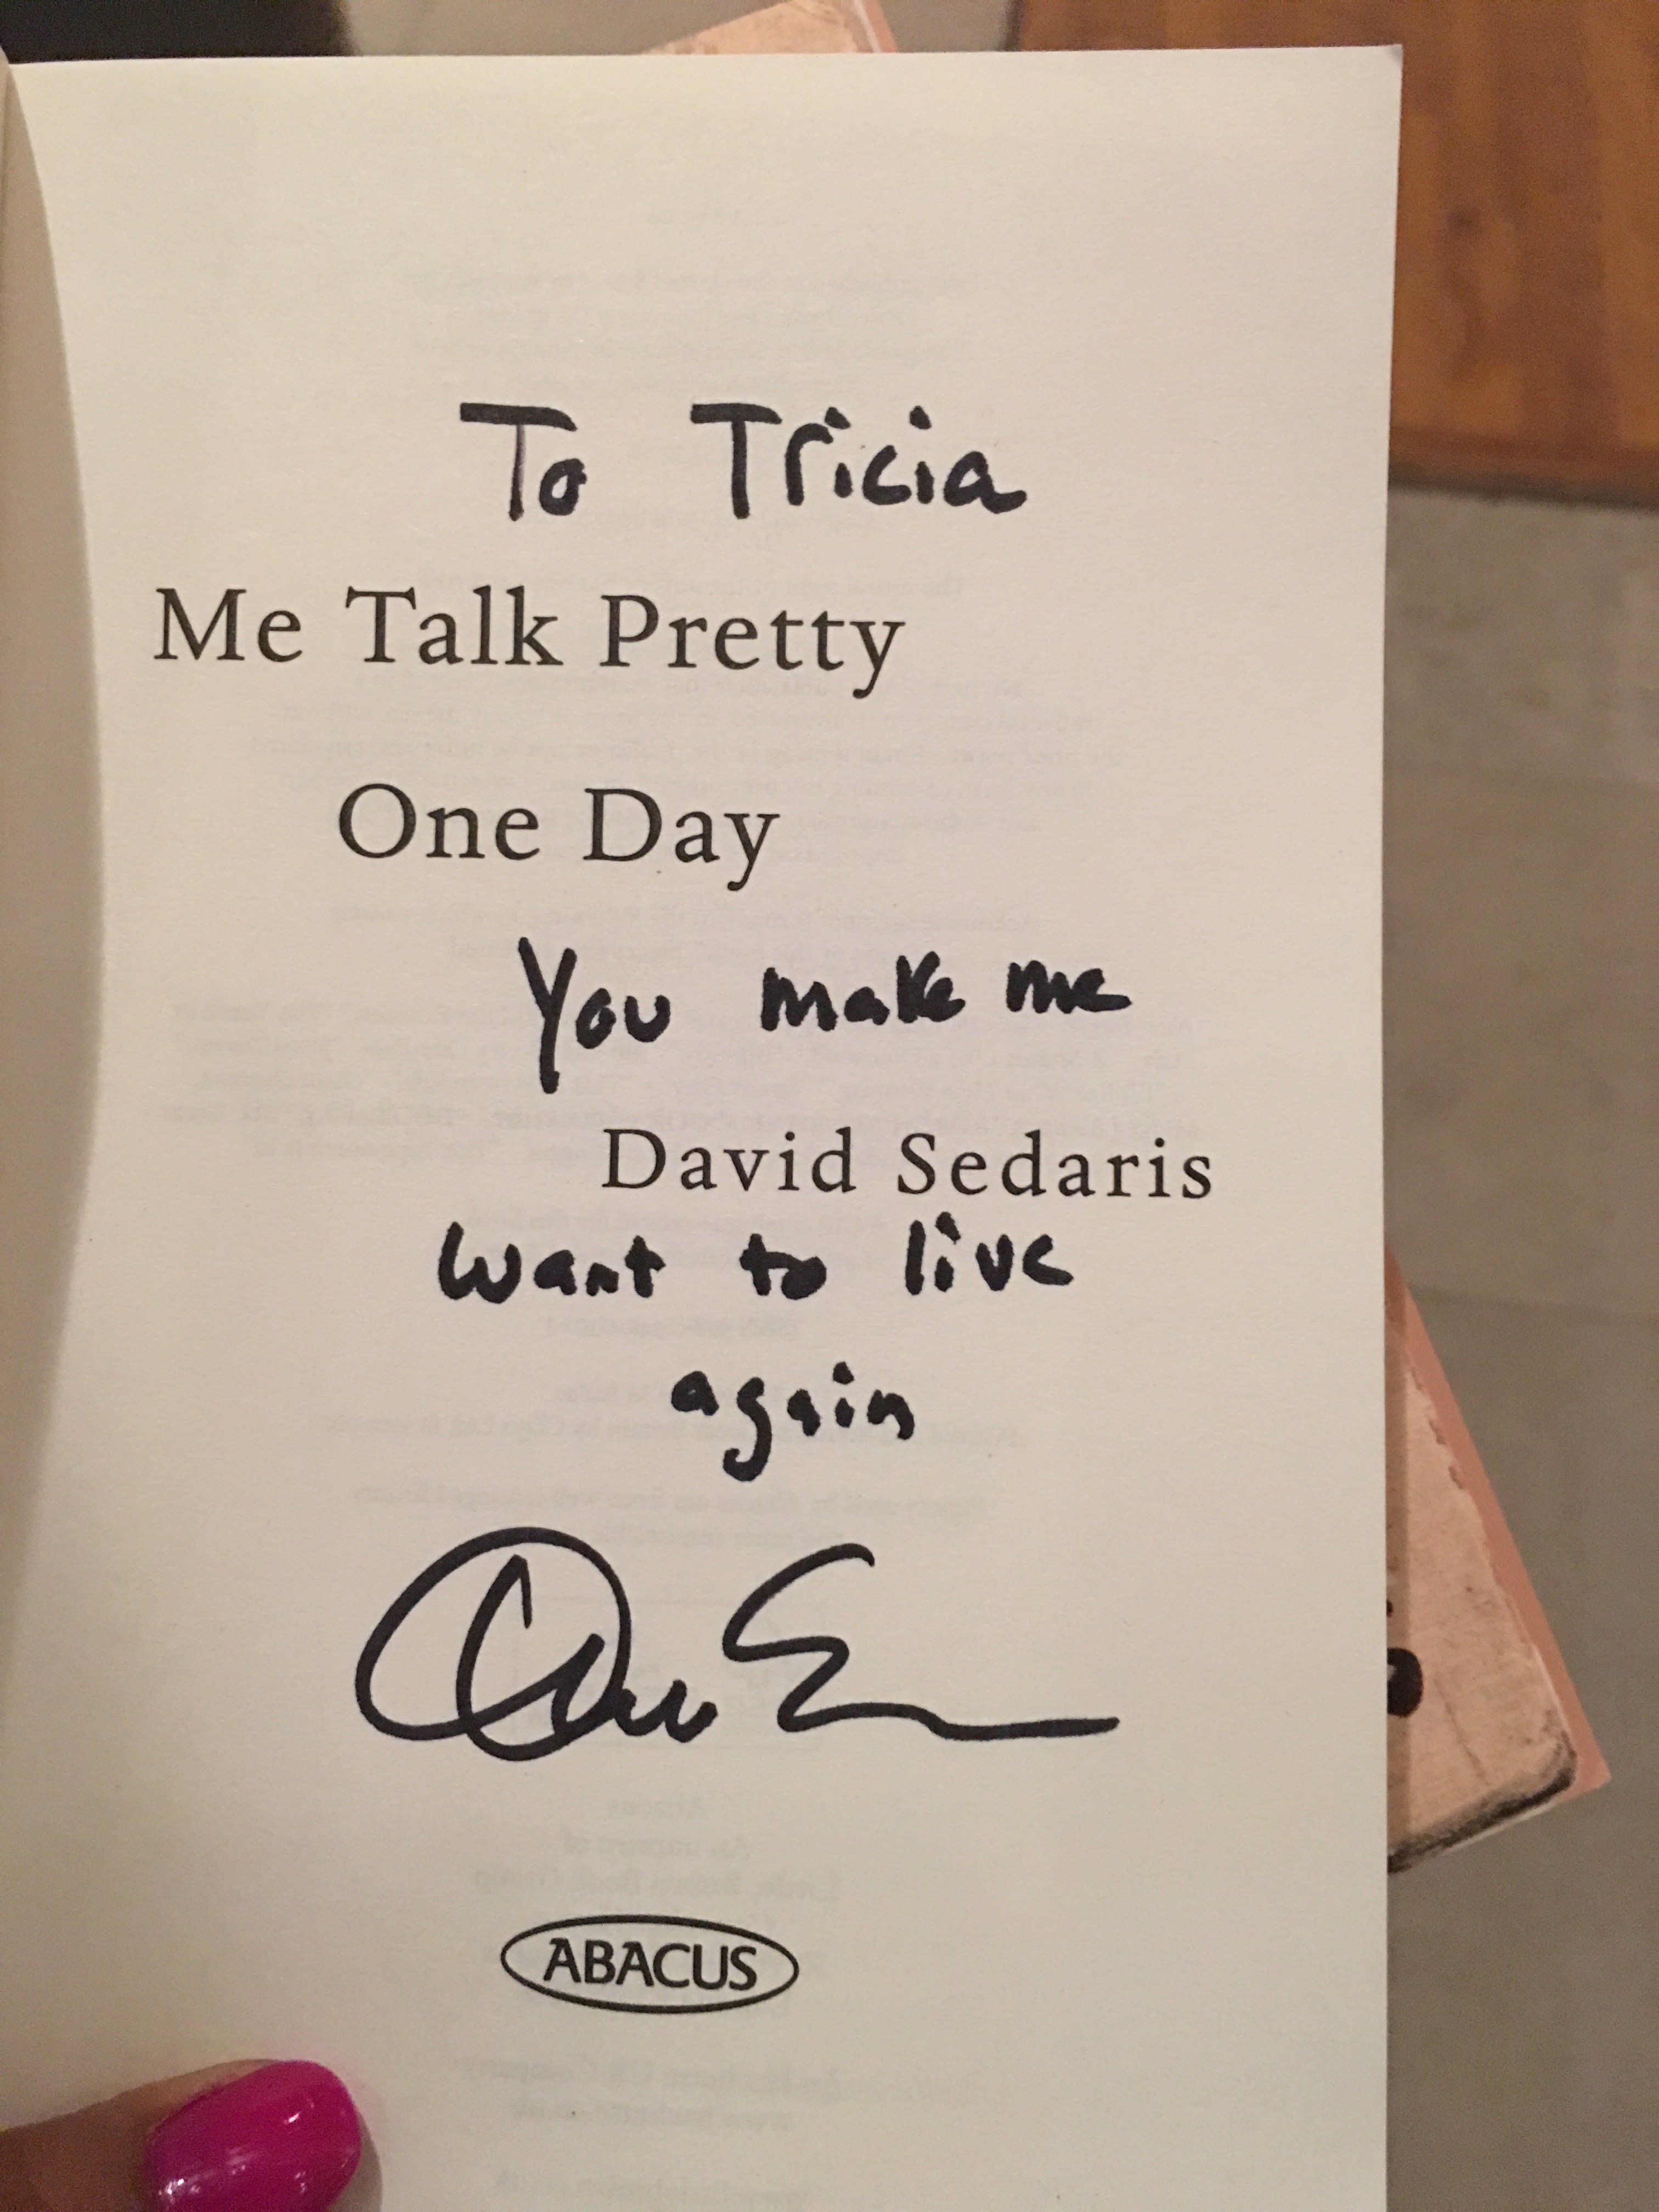 To Tricia
Me Talk Pretty
One Day
You make me
David Sedaris
want to live
again
ABACUS